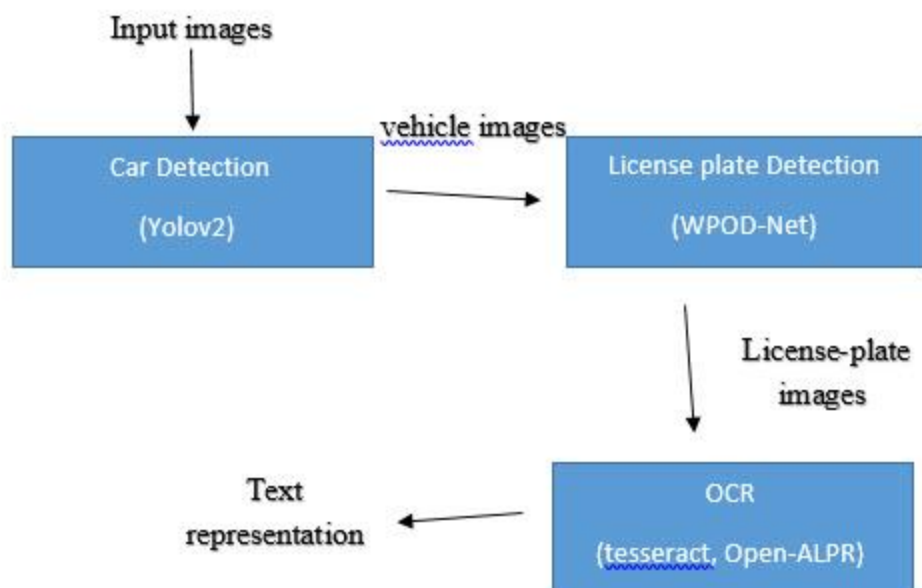 Input images
Car Detection
(Yolov2)
vehicle images
License plate Detection
(WPOD-Net)
License-plate
images
OCR
(tesseract, Open-ALPR)
Text
representation